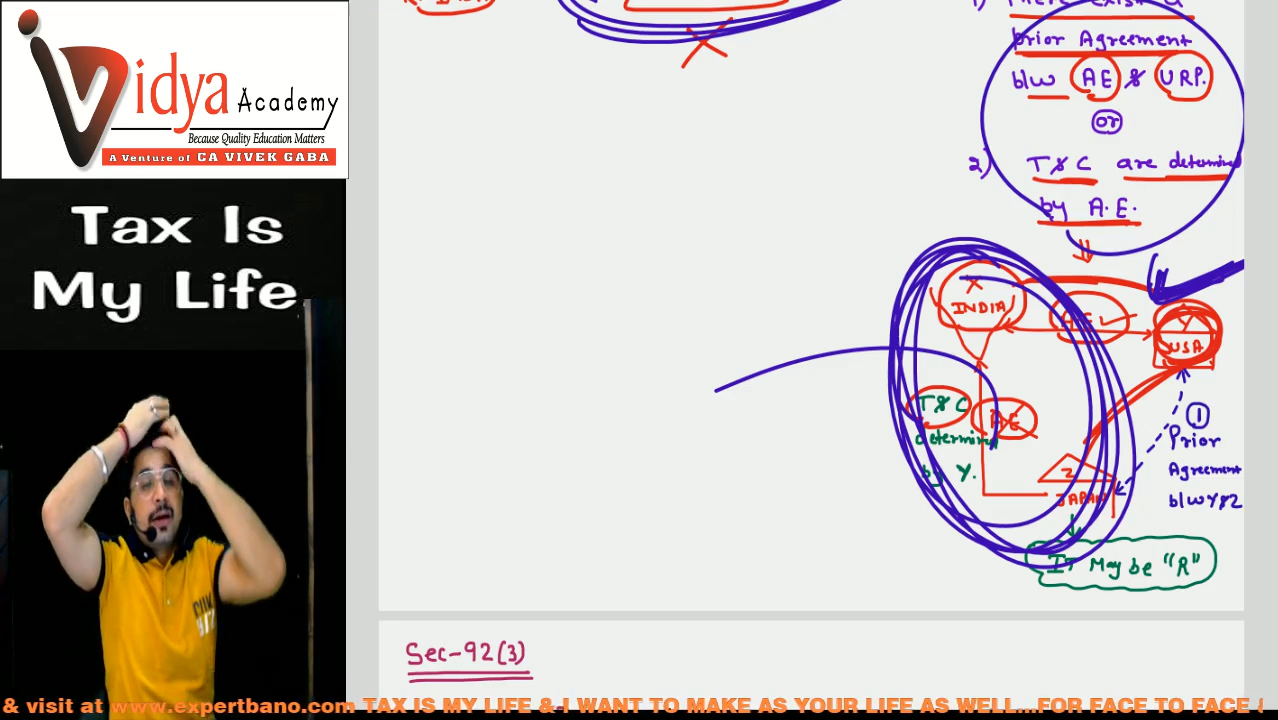 Vidya Academy
Because Quality Education Matters
A Venture of CA VIVEK GABA
Tax Is
My Life
prior Agreement
b/w AE & URP.
or
2) T&C are determined
by A.E.
X
INDIA
AE ✓
Y
USA
T&C
determined
by Y.
AE
Z
JAPAN
1
Prior
Agreement
b/w Y & Z
IT May be "R"
Sec-92(3)
& visit at www.expertbano.com TAX IS MY LIFE & I WANT TO MAKE AS YOUR LIFE AS WELL...FOR FACE TO FACE